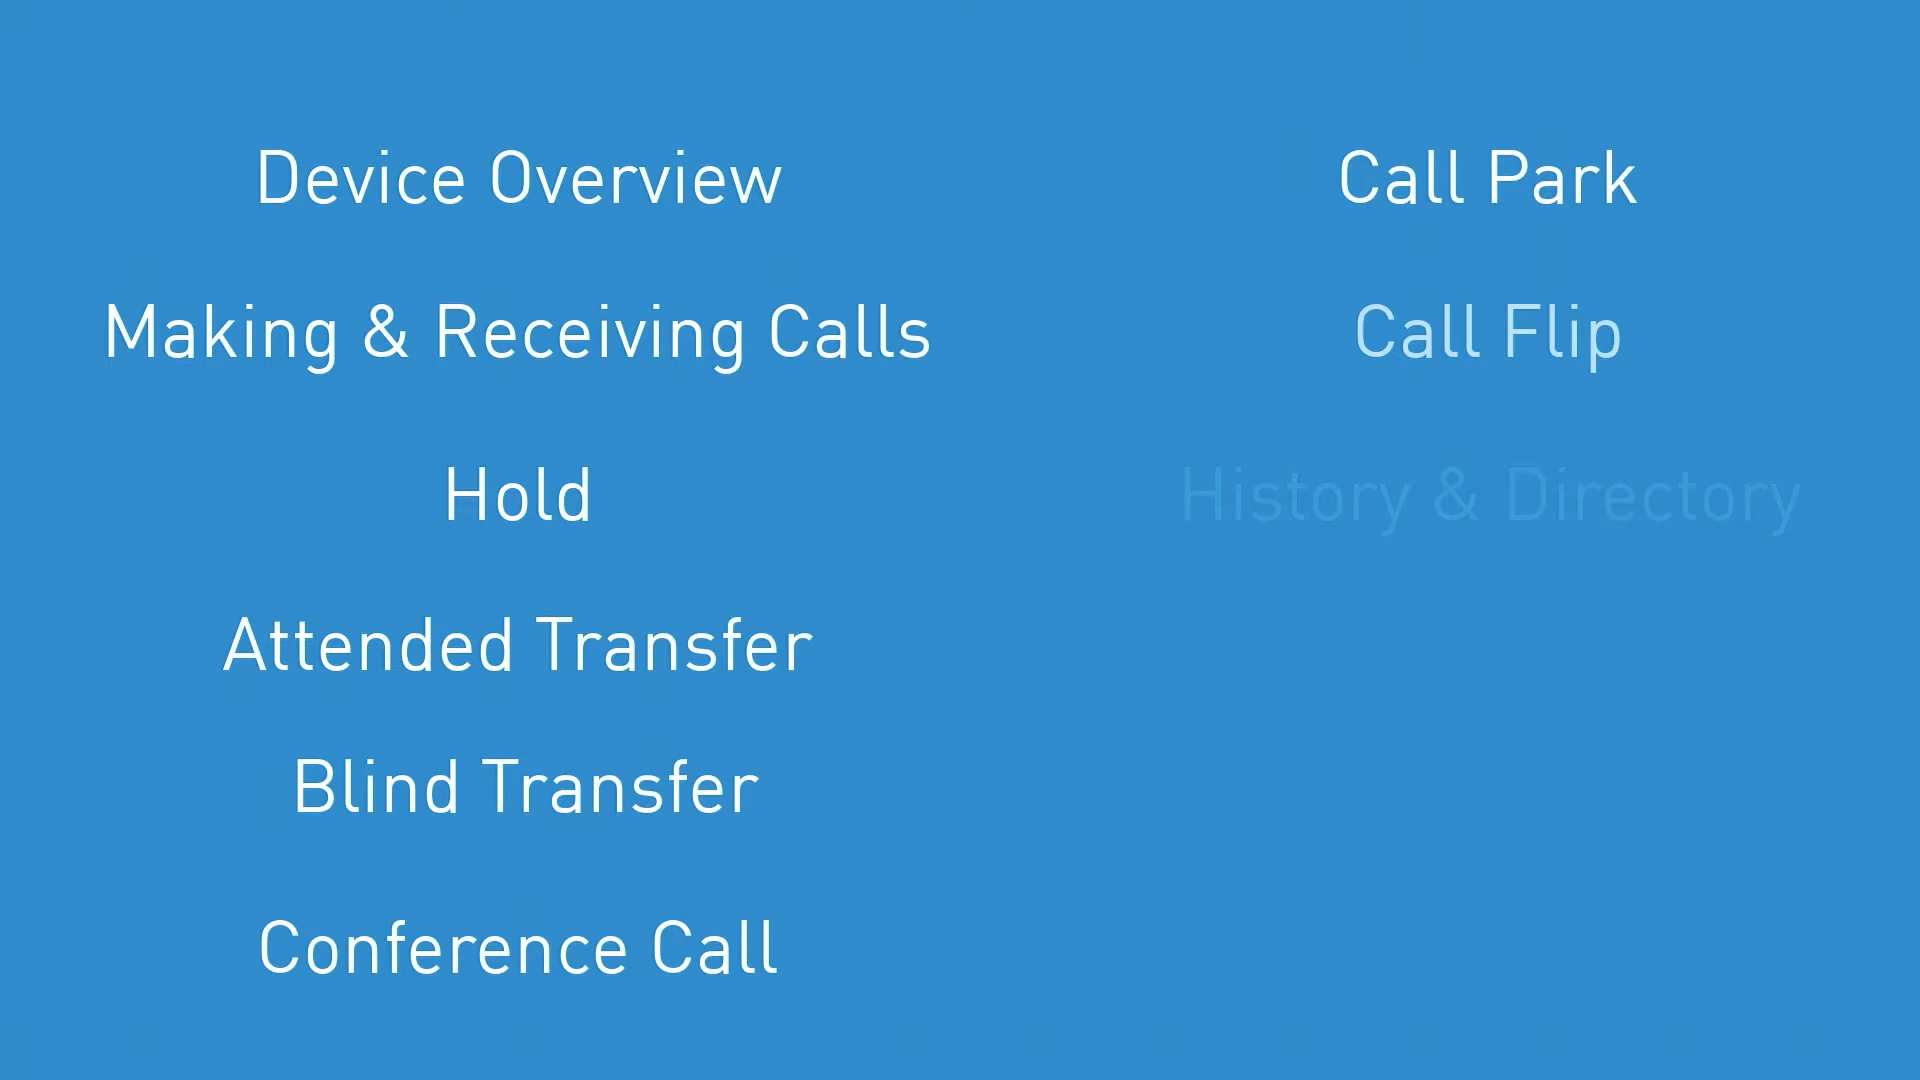 Device Overview
Making & Receiving Calls
Hold
Attended Transfer
Blind Transfer
Conference Call
Call Park
Call Flip
History & Directory